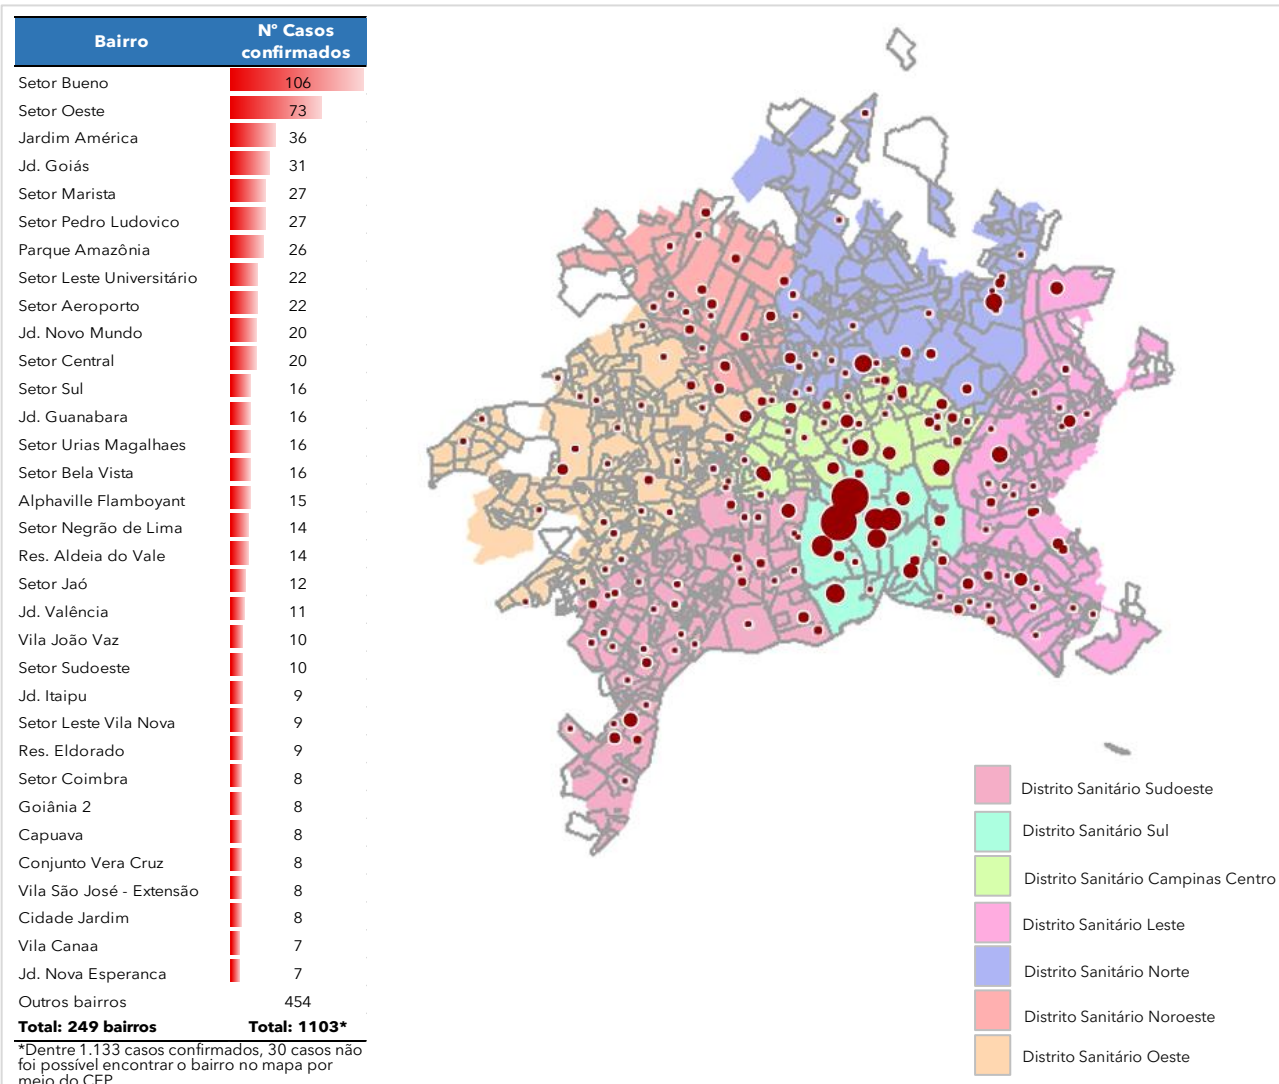 Bairro
Nº Casos
confirmados
Setor Bueno 106
Setor Oeste 73
Jardim América 36
Jd. Goiás 31
Setor Marista 27
Setor Pedro Ludovico 27
Parque Amazônia 26
Setor Leste Universitário 22
Setor Aeroporto 22
Jd. Novo Mundo 20
Setor Central 20
Setor Sul 16
Jd. Guanabara 16
Setor Urias Magalhaes 16
Setor Bela Vista 16
Alphaville Flamboyant 15
Setor Negrão de Lima 14
Res. Aldeia do Vale 14
Setor Jaó 12
Jd. Valência 11
Vila João Vaz 10
Setor Sudoeste 10
Jd. Itaipu 9
Setor Leste Vila Nova 9
Res. Eldorado 9
Setor Coimbra 8
Goiânia 2 8
Capuava 8
Conjunto Vera Cruz 8
Vila São José - Extensão 8
Cidade Jardim 8
Vila Canaa 7
Jd. Nova Esperanca 7
Outros bairros 454
Total: 249 bairros Total: 1103*
*Dentre 1.133 casos confirmados, 30 casos não
foi possível encontrar o bairro no mapa por
meio do CEP
Distrito Sanitário Sudoeste
Distrito Sanitário Sul
Distrito Sanitário Campinas Centro
Distrito Sanitário Leste
Distrito Sanitário Norte
Distrito Sanitário Noroeste
Distrito Sanitário Oeste